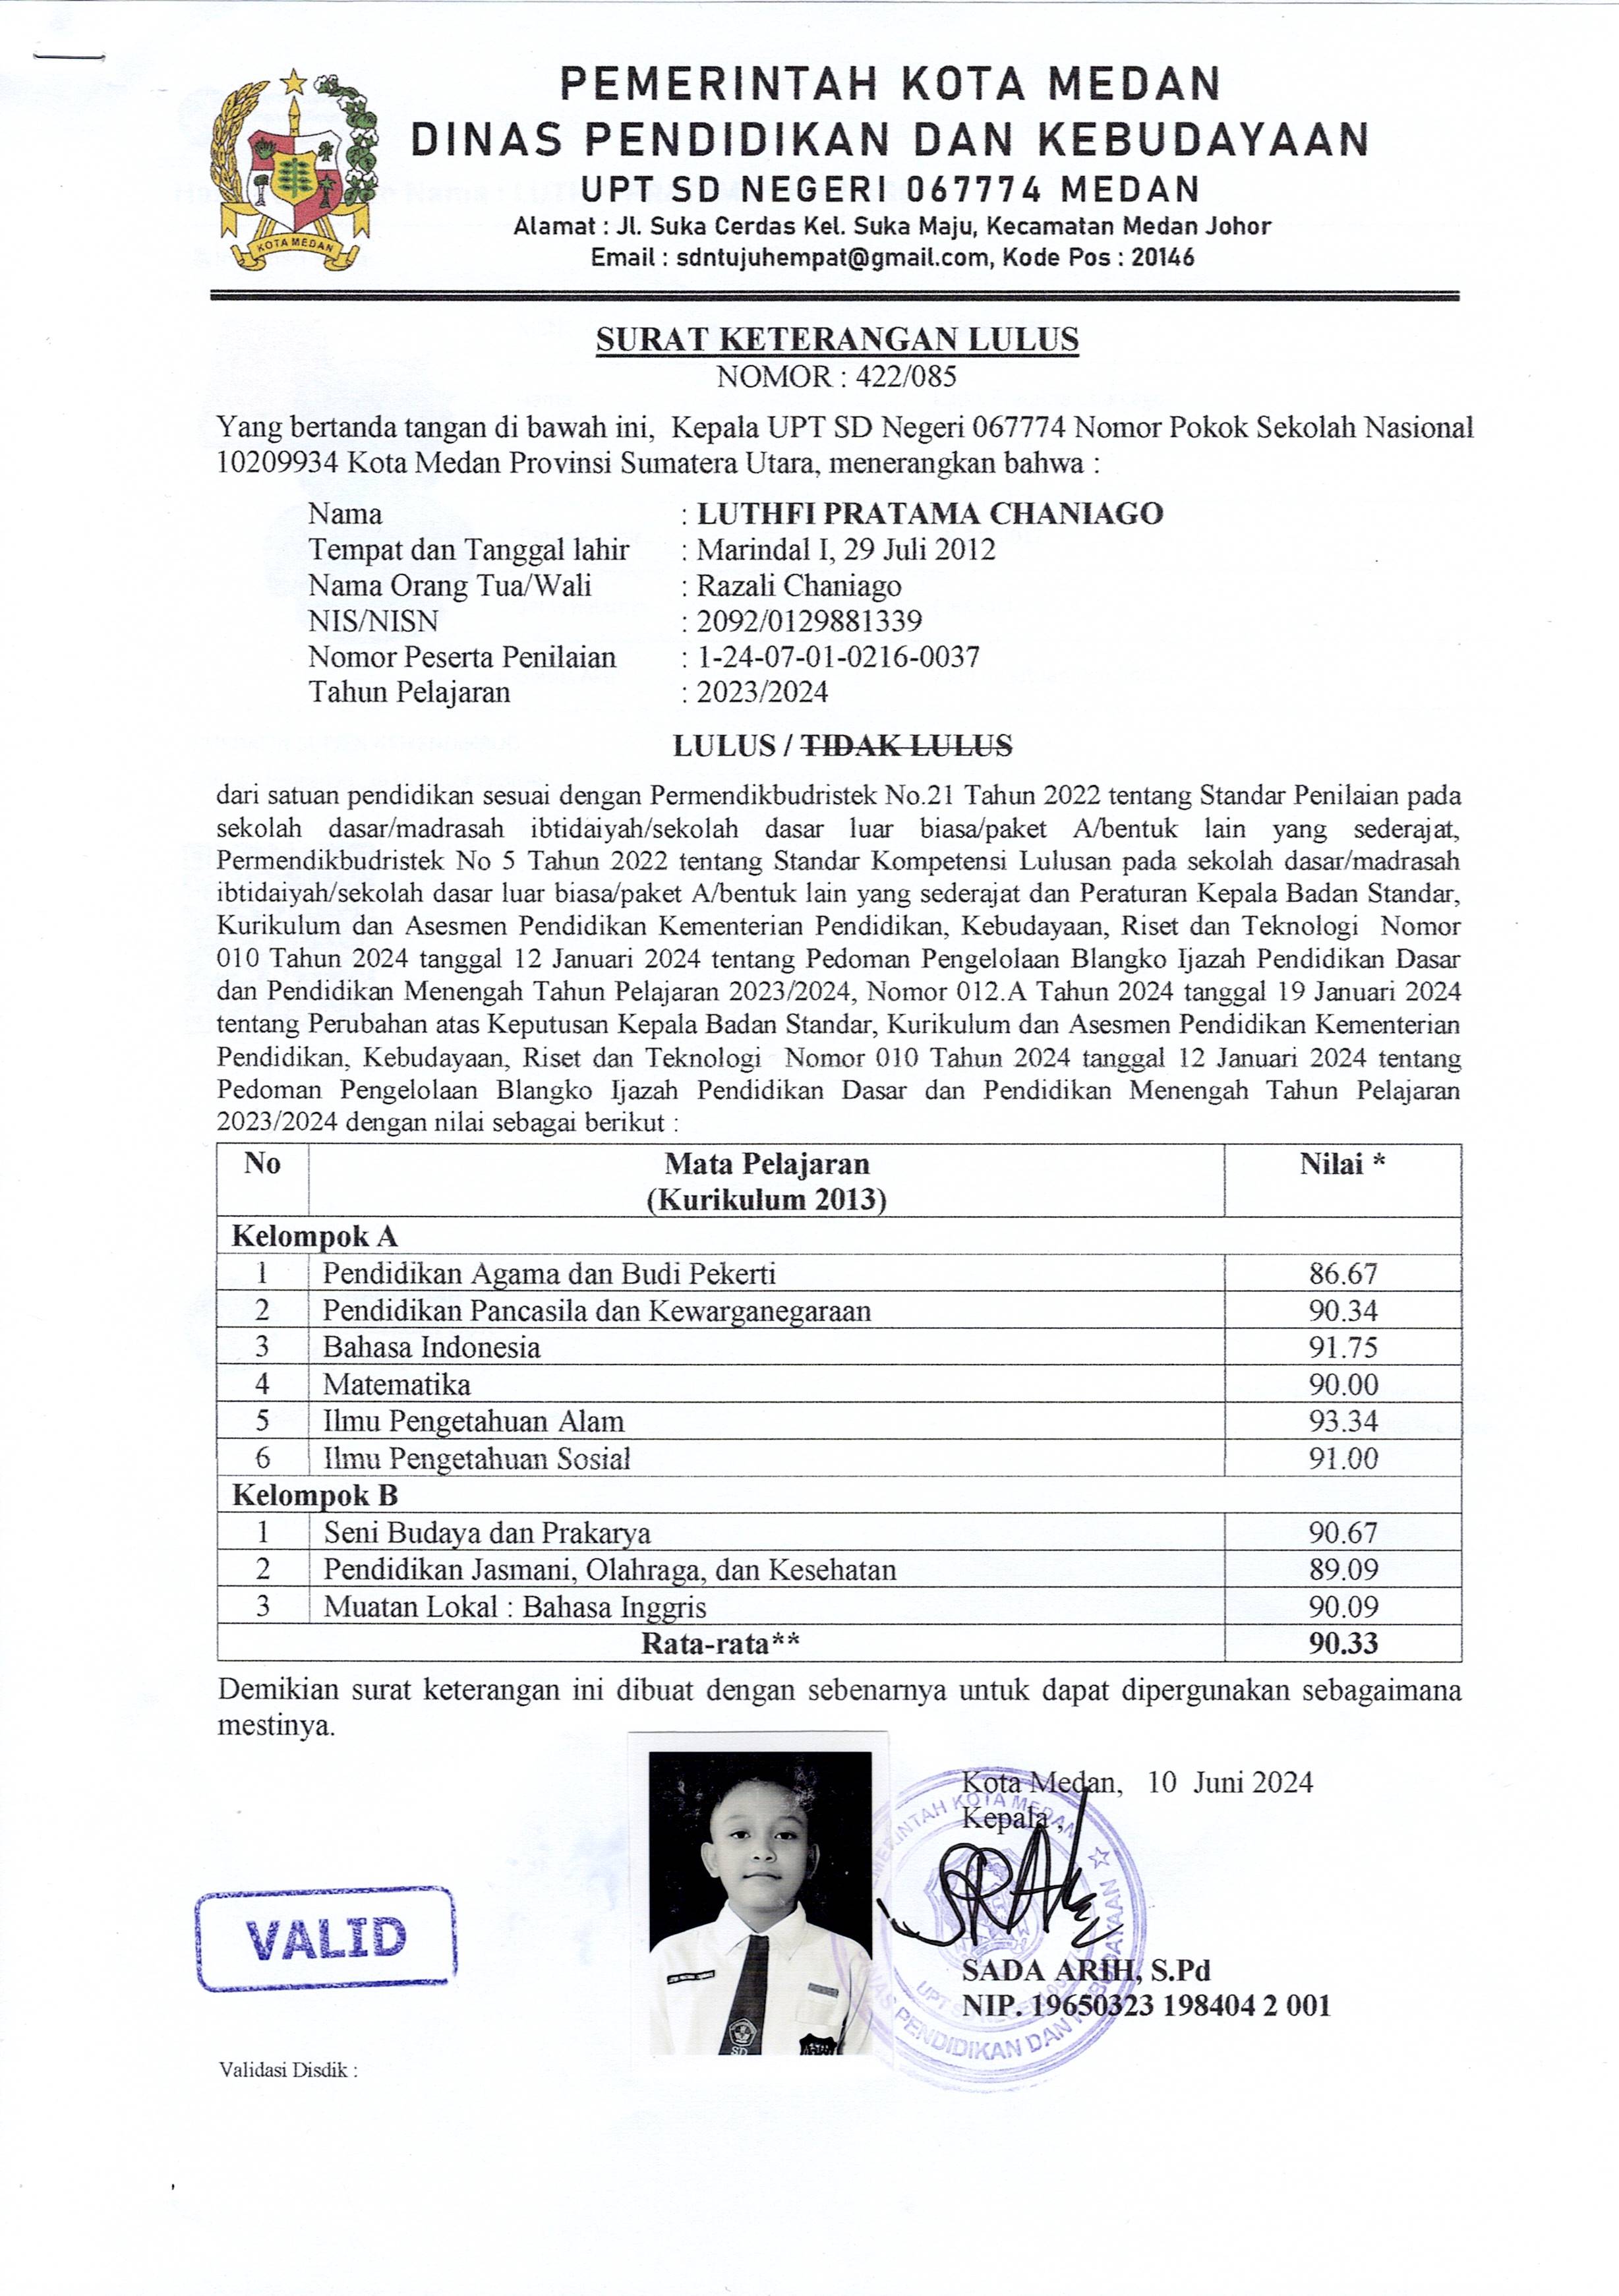 PEMERINTAH KOTA MEDAN
DINAS PENDIDIKAN DAN KEBUDAYAAN
UPT SD NEGERI 067774 MEDAN
Alamat : Jl. Suka Cerdas Kel. Suka Maju, Kecamatan Medan Johor
Email : sdntujuhempat@gmail.com, Kode Pos : 20146
KOTA MEDAN
SURAT KETERANGAN LULUS
NOMOR : 422/085
Yang bertanda tangan di bawah ini, Kepala UPT SD Negeri 067774 Nomor Pokok Sekolah Nasional
10209934 Kota Medan Provinsi Sumatera Utara, menerangkan bahwa :
Nama : LUTHFI PRATAMA CHANIAGO
Tempat dan Tanggal lahir : Marindal I, 29 Juli 2012
Nama Orang Tua/Wali : Razali Chaniago
NIS/NISN : 2092/0129881339
Nomor Peserta Penilaian : 1-24-07-01-0216-0037
Tahun Pelajaran : 2023/2024
LULUS / TIDAK LULUS
dari satuan pendidikan sesuai dengan Permendikbudristek No.21 Tahun 2022 tentang Standar Penilaian pada
sekolah dasar/madrasah ibtidaiyah/sekolah dasar luar biasa/paket A/bentuk lain yang sederajat,
Permendikbudristek No 5 Tahun 2022 tentang Standar Kompetensi Lulusan pada sekolah dasar/madrasah
ibtidaiyah/sekolah dasar luar biasa/paket A/bentuk lain yang sederajat dan Peraturan Kepala Badan Standar,
Kurikulum dan Asesmen Pendidikan Kementerian Pendidikan, Kebudayaan, Riset dan Teknologi Nomor
010 Tahun 2024 tanggal 12 Januari 2024 tentang Pedoman Pengelolaan Blangko Ijazah Pendidikan Dasar
dan Pendidikan Menengah Tahun Pelajaran 2023/2024, Nomor 012.A Tahun 2024 tanggal 19 Januari 2024
tentang Perubahan atas Keputusan Kepala Badan Standar, Kurikulum dan Asesmen Pendidikan Kementerian
Pendidikan, Kebudayaan, Riset dan Teknologi Nomor 010 Tahun 2024 tanggal 12 Januari 2024 tentang
Pedoman Pengelolaan Blangko Ijazah Pendidikan Dasar dan Pendidikan Menengah Tahun Pelajaran
2023/2024 dengan nilai sebagai berikut :
No Mata Pelajaran Nilai *
(Kurikulum 2013)
Kelompok A
1 Pendidikan Agama dan Budi Pekerti 86.67
2 Pendidikan Pancasila dan Kewarganegaraan 90.34
3 Bahasa Indonesia 91.75
4 Matematika 90.00
5 Ilmu Pengetahuan Alam 93.34
6 Ilmu Pengetahuan Sosial 91.00
Kelompok B
1 Seni Budaya dan Prakarya 90.67
2 Pendidikan Jasmani, Olahraga, dan Kesehatan 89.09
3 Muatan Lokal : Bahasa Inggris 90.09
Rata-rata** 90.33
Demikian surat keterangan ini dibuat dengan sebenarnya untuk dapat dipergunakan sebagaimana
mestinya.
Kota Medan, 10 Juni 2024
Kepala ,
KOTA MEDAN
PENDIDIKAN DAN
SADA ARIH, S.Pd
NIP. 19650323 198404 2 001
VALID
SD
Validasi Disdik :